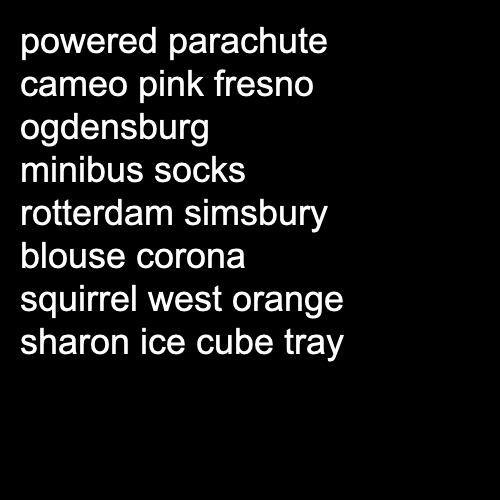 powered parachute
cameo pink fresno
ogdensburg
minibus socks
rotterdam simsbury
blouse corona
squirrel west orange
sharon ice cube tray